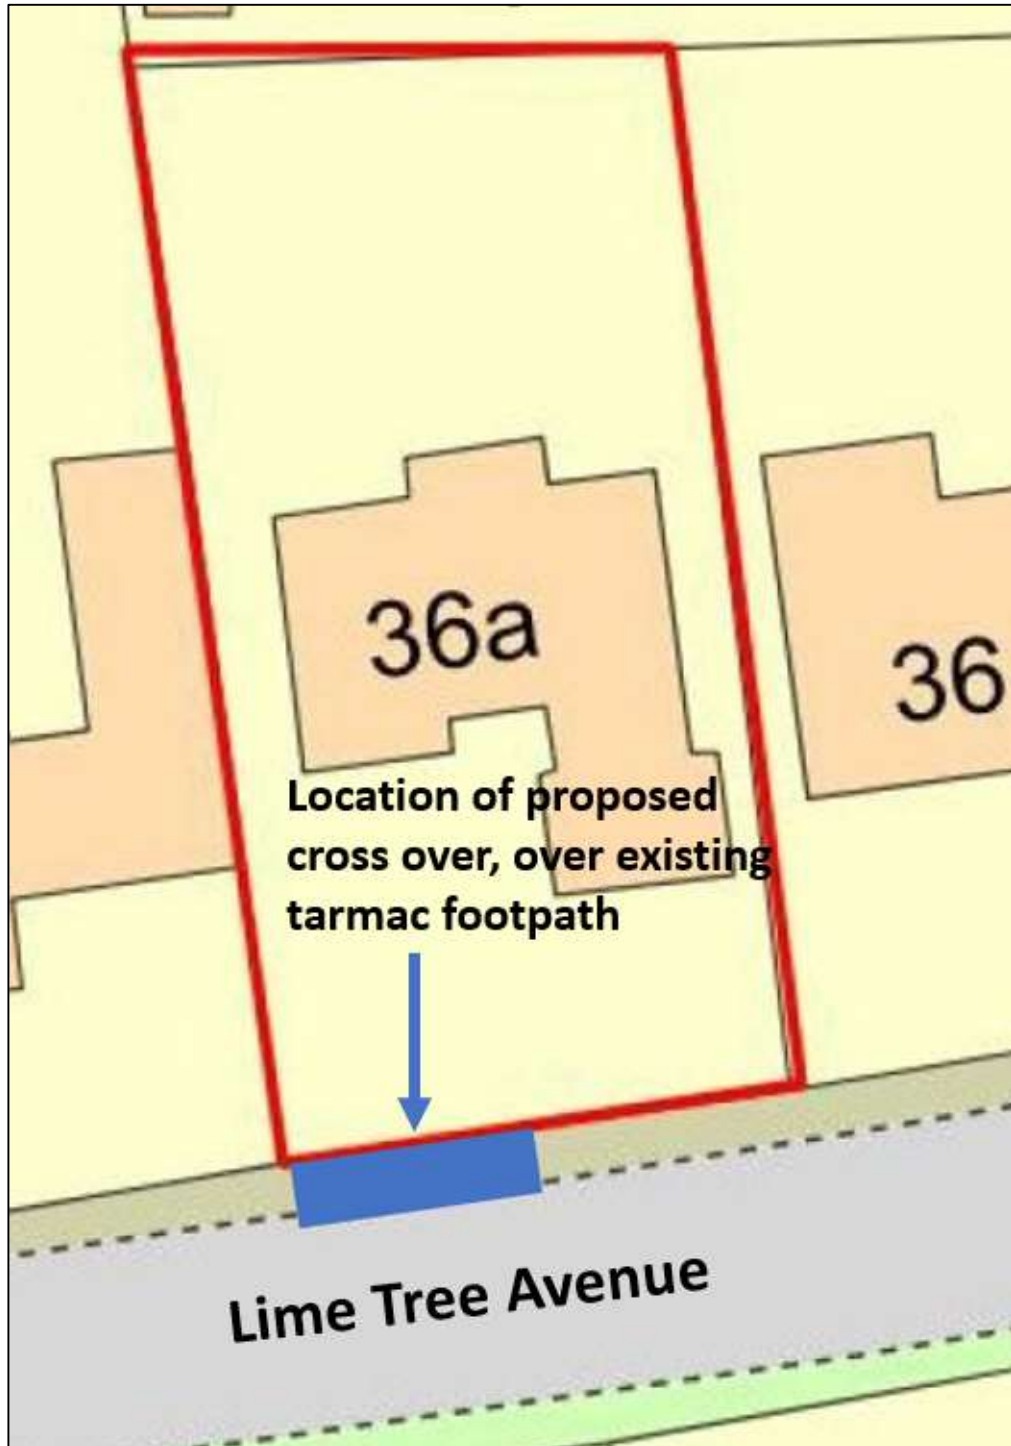 36a
36
Location of proposed
cross over, over existing
tarmac footpath
Lime Tree Avenue